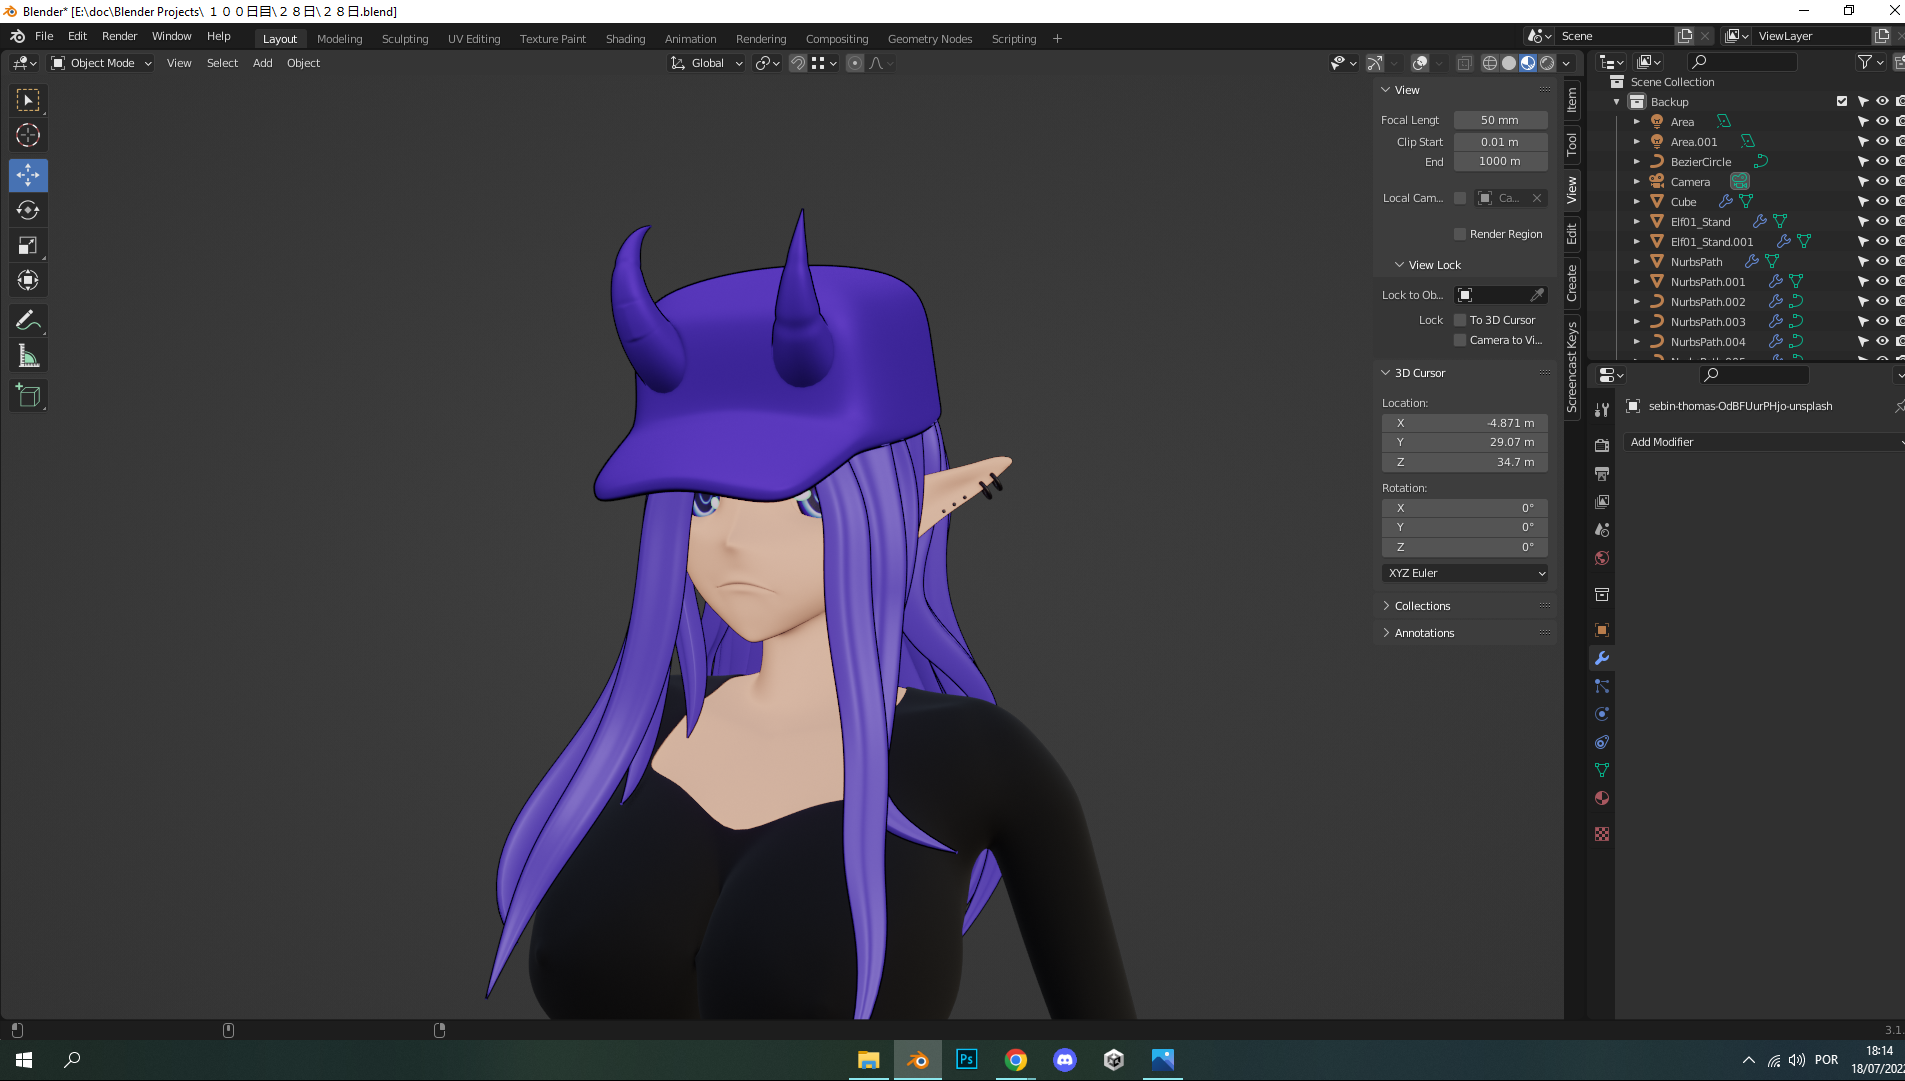 Blender* [E:\doc\Blender Projects\１００日目\２８日\２８日.blend]
File Edit Render Window Help
Layout Modeling Sculpting UV Editing Texture Paint Shading Animation Rendering Compositing Geometry Nodes Scripting +
Scene
ViewLayer
Object Mode View Select Add Object
Global
View
Focal Lengt 50 mm
Clip Start 0.01 m
End 1000 m
Local Cam... Ca...
Render Region
View Lock
Lock to Ob...
Lock To 3D Cursor
Camera to Vi...
3D Cursor
Location:
X -4.871 m
Y 29.07 m
Z 34.7 m
Rotation:
X 0°
Y 0°
Z 0°
XYZ Euler
Collections
Annotations
Item
Tool
View
Edit
Create
Screencast Keys
Scene Collection
Backup
Area
Area.001
BezierCircle
Camera
Cube
Elf01_Stand
Elf01_Stand.001
NurbsPath
NurbsPath.001
NurbsPath.002
NurbsPath.003
NurbsPath.004
sebin-thomas-OdBFUurPHjo-unsplash
Add Modifier
3.1.
Ps
POR
18:14
18/07/202